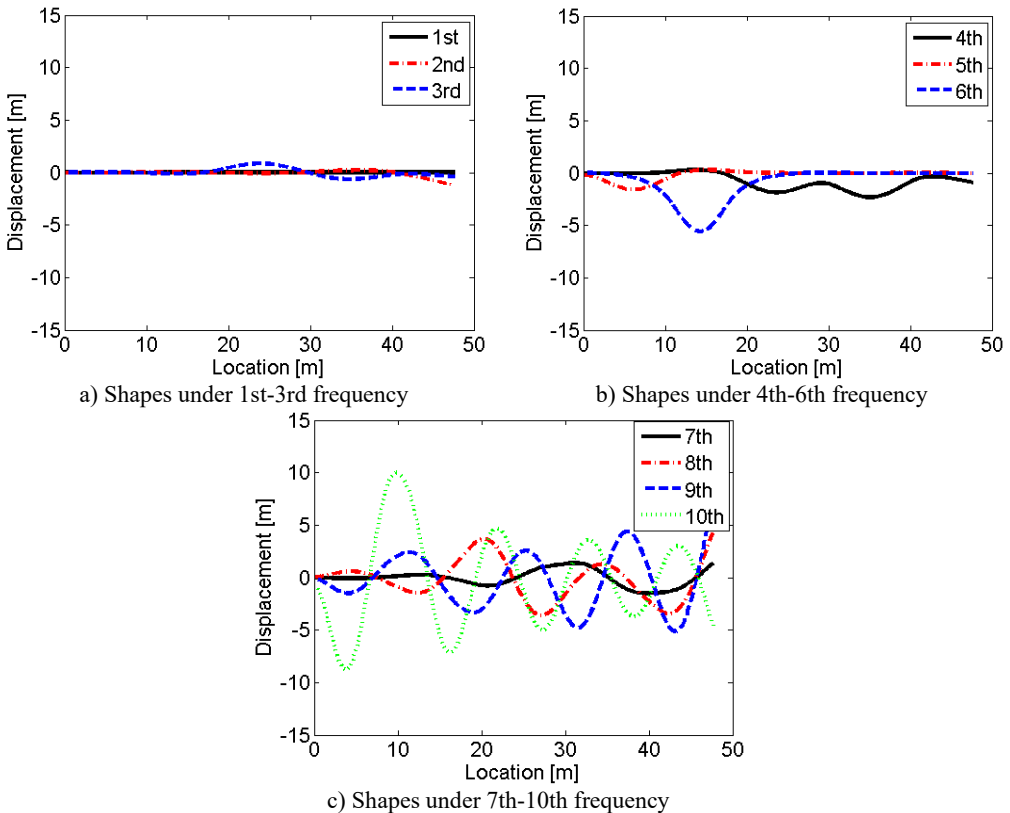 15
10
5
0
-5
-10
-15
Displacement [m]
1st
2nd
3rd
0 10 20 30 40 50
Location [m]
a) Shapes under 1st-3rd frequency
15
10
5
0
-5
-10
-15
Displacement [m]
4th
5th
6th
0 10 20 30 40 50
Location [m]
b) Shapes under 4th-6th frequency
15
10
5
0
-5
-10
-15
Displacement [m]
7th
8th
9th
10th
0 10 20 30 40 50
Location [m]
c) Shapes under 7th-10th frequency